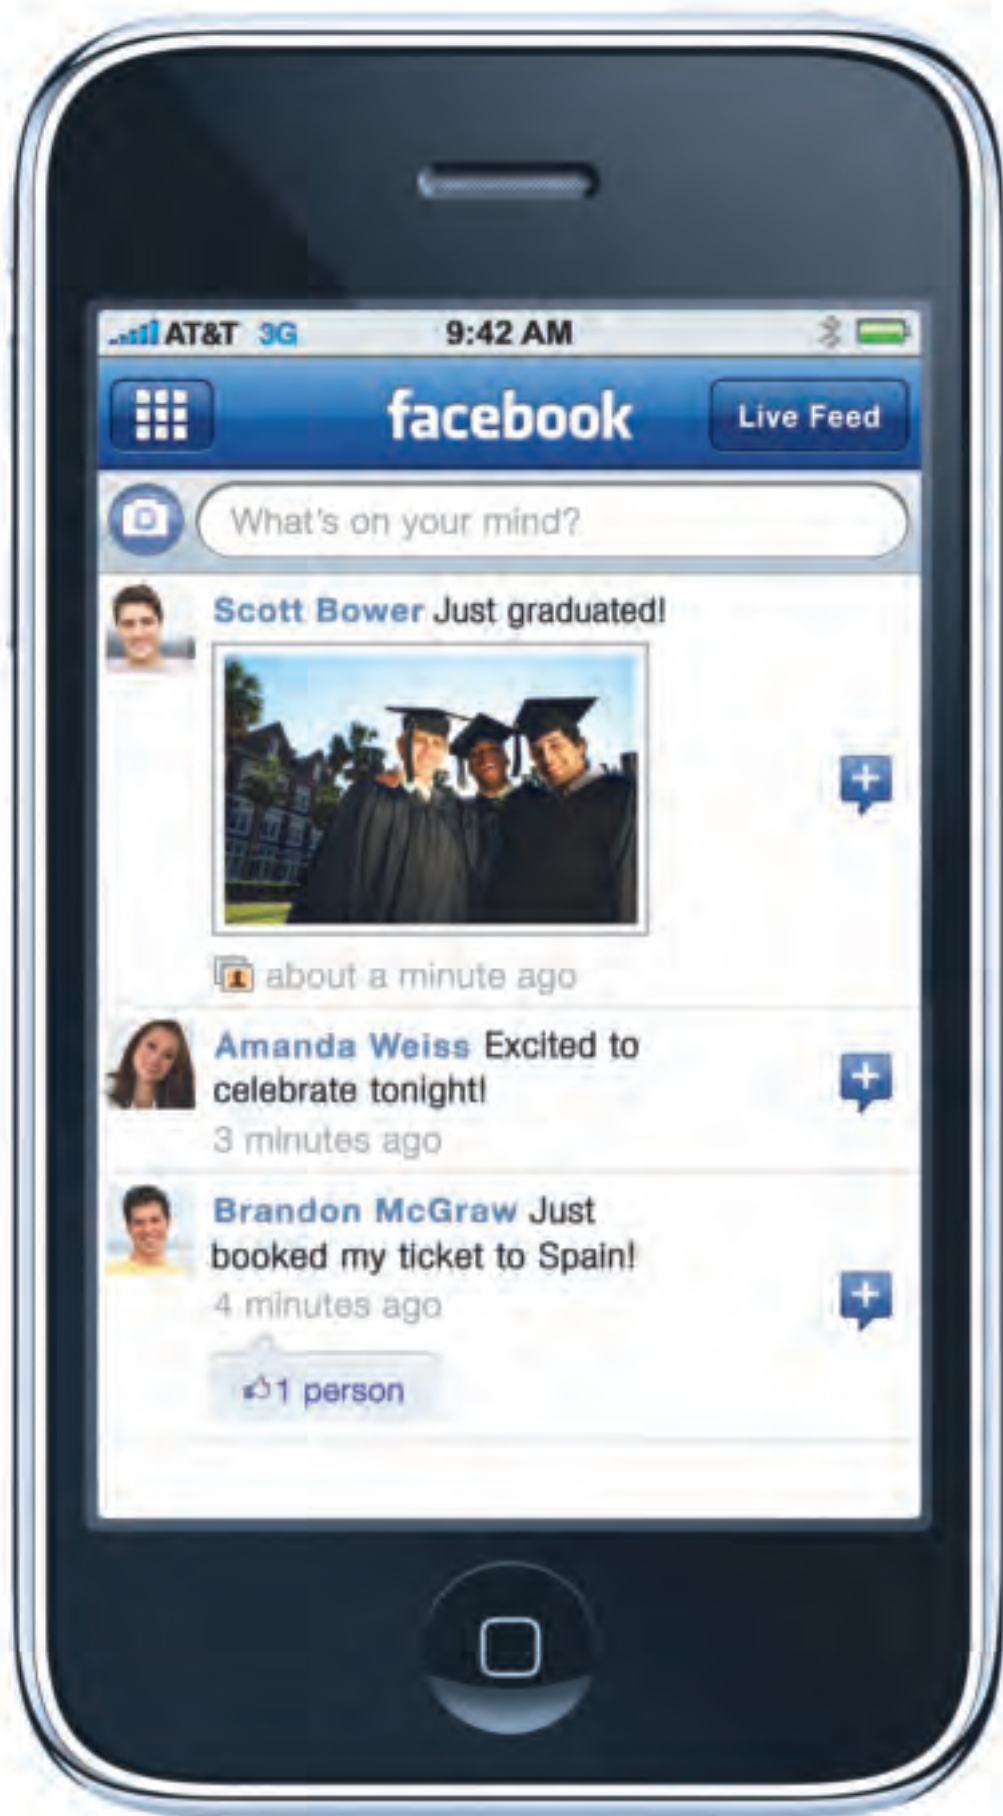 AT&T 3G 9:42 AM
facebook Live Feed
What's on your mind?
Scott Bower Just graduated!
about a minute ago
Amanda Weiss Excited to
celebrate tonight!
3 minutes ago
Brandon McGraw Just
booked my ticket to Spain!
4 minutes ago
1 person